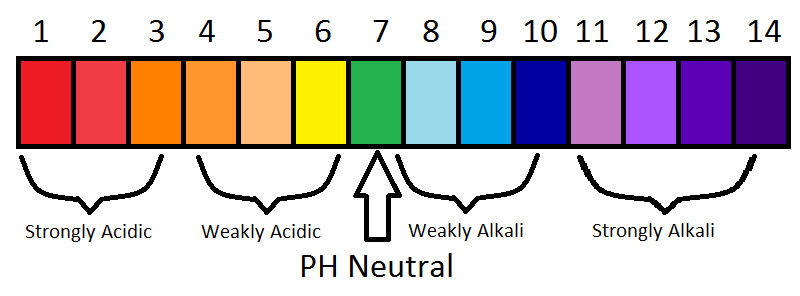 1 2 3 4 5 6 7 8 9 10 11 12 13 14
Strongly Acidic Weakly Acidic Weakly Alkali Strongly Alkali
PH Neutral